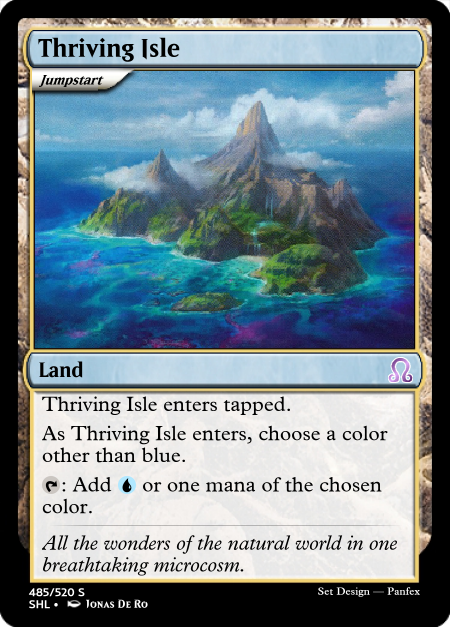 Thriving Isle
Jumpstart
Land
Thriving Isle enters tapped.
As Thriving Isle enters, choose a color
other than blue.
: Add or one mana of the chosen
color.
All the wonders of the natural world in one
breathtaking microcosm.
485/520 S
Set Design — Panfex
SHL • Jonas De Ro